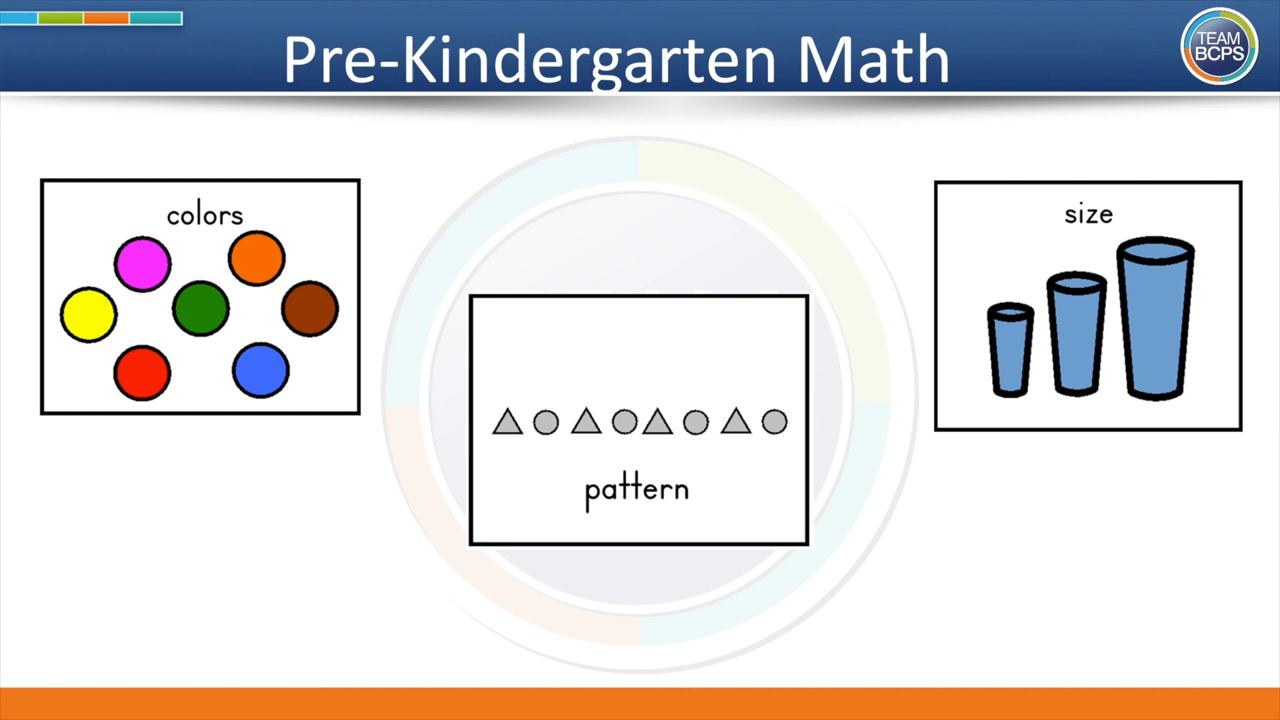 Pre-Kindergarten Math
TEAM
BCPS
colors
size
pattern